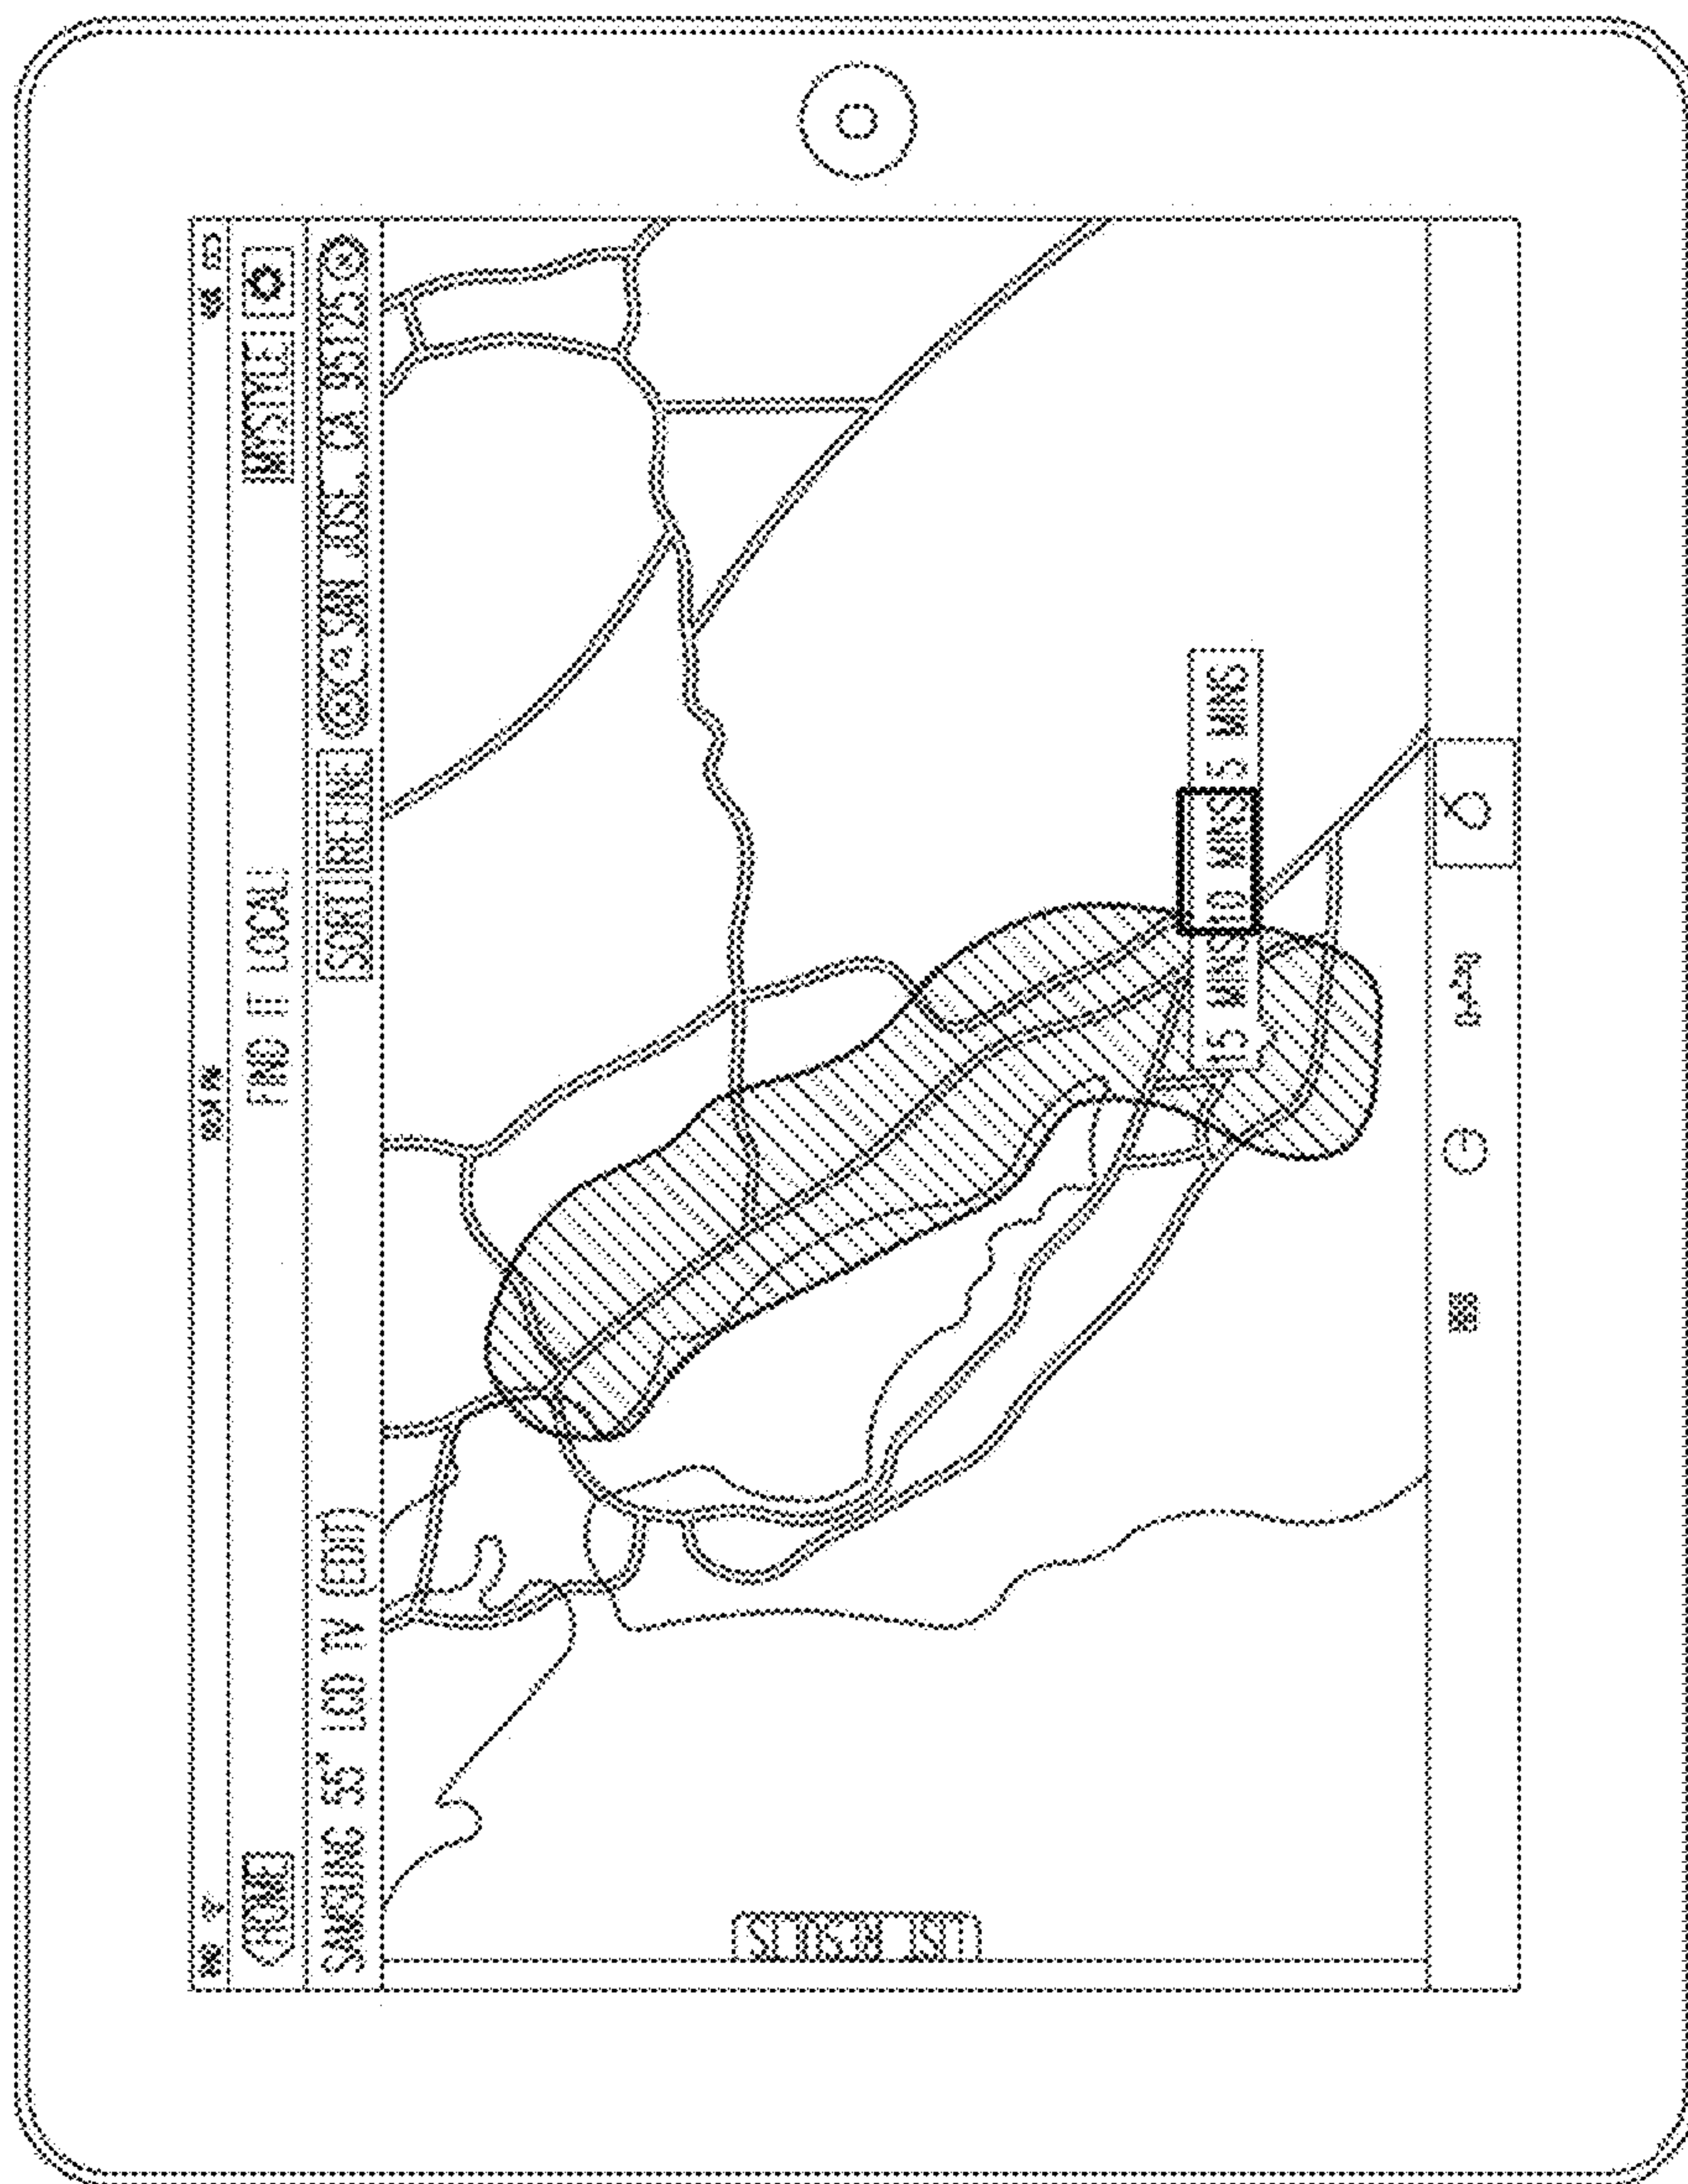 HOME FIND IT LOCAL! MYSTYLE
SAMSUNG 55" LCD TV EDIT SORT REFINE SAN JOSE, CA 95125
LIST RESULTS
15 MINS 10 MINS 5 MINS